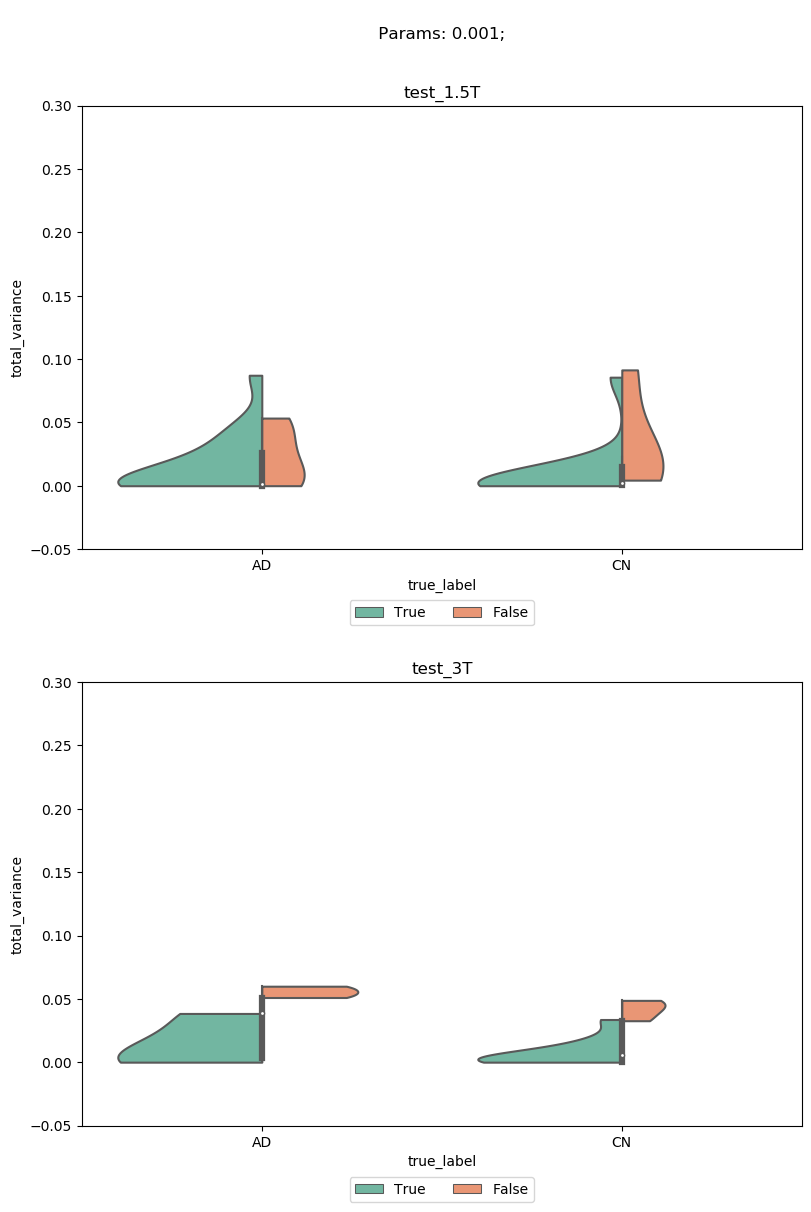 Params: 0.001;
test_1.5T
0.30
0.25
0.20
0.15
0.10
0.05
0.00
−0.05
total_variance
AD
CN
true_label
True
False
test_3T
0.30
0.25
0.20
0.15
0.10
0.05
0.00
−0.05
total_variance
AD
CN
true_label
True
False